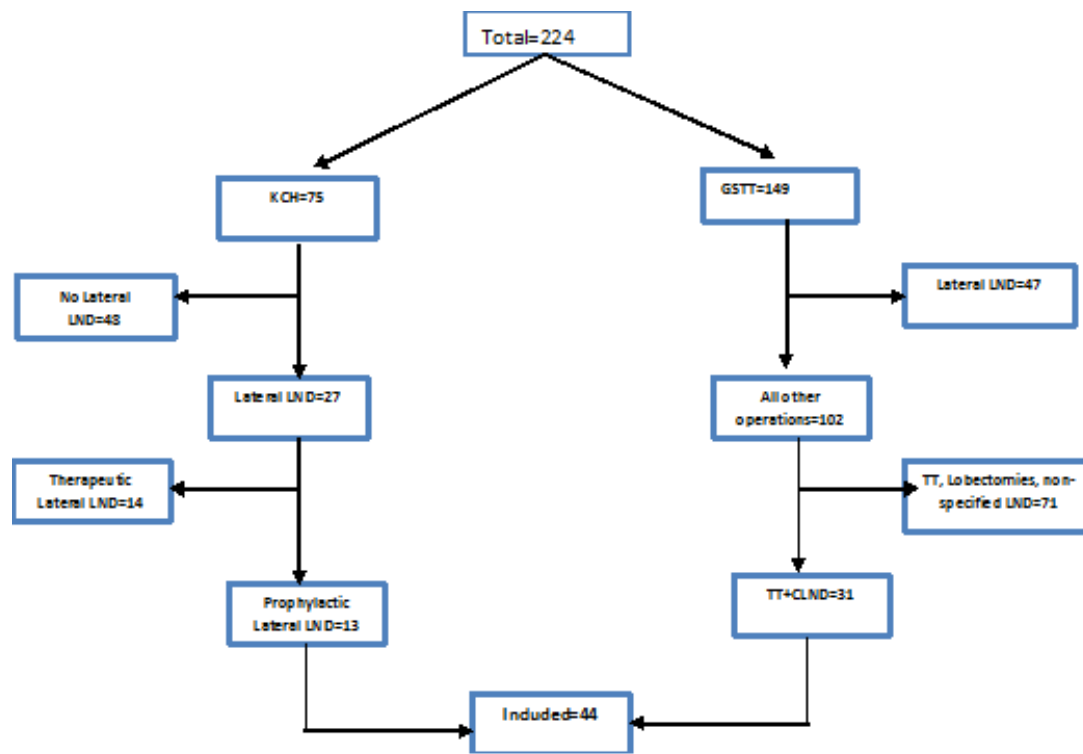 Total=224
KCH=75
GSTT=149
No Lateral
LND=48
Lateral LND=47
Lateral LND=27
All other
operations=102
Therapeutic
Lateral LND=14
TT, Lobectomies, non-
specified LND=71
Prophylactic
Lateral LND=13
TT+CLND=31
Included=44